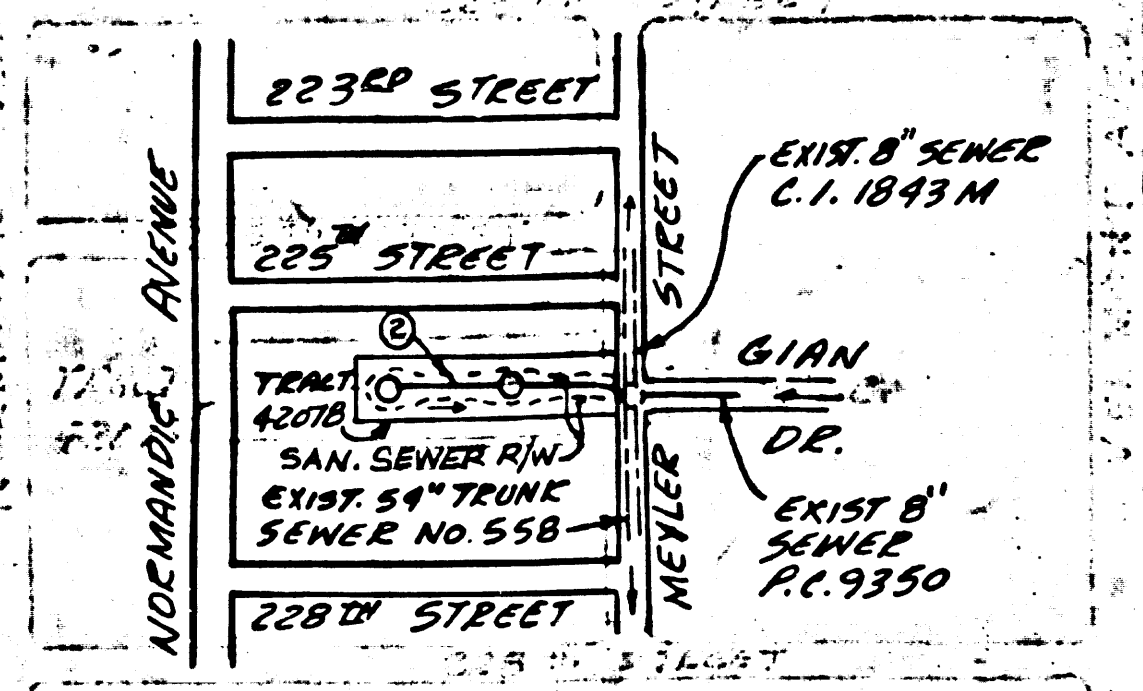 223RD STREET
NORMANDIE AVENUE
EXIST. 8" SEWER
C.I. 1843 M
225TH STREET
MEYLER STREET
2
GIAN
DR.
TRACT
42078
SAN. SEWER R/W
EXIST. 54" TRUNK
SEWER NO. 558
EXIST 8"
SEWER
P.C. 9350
228TH STREET